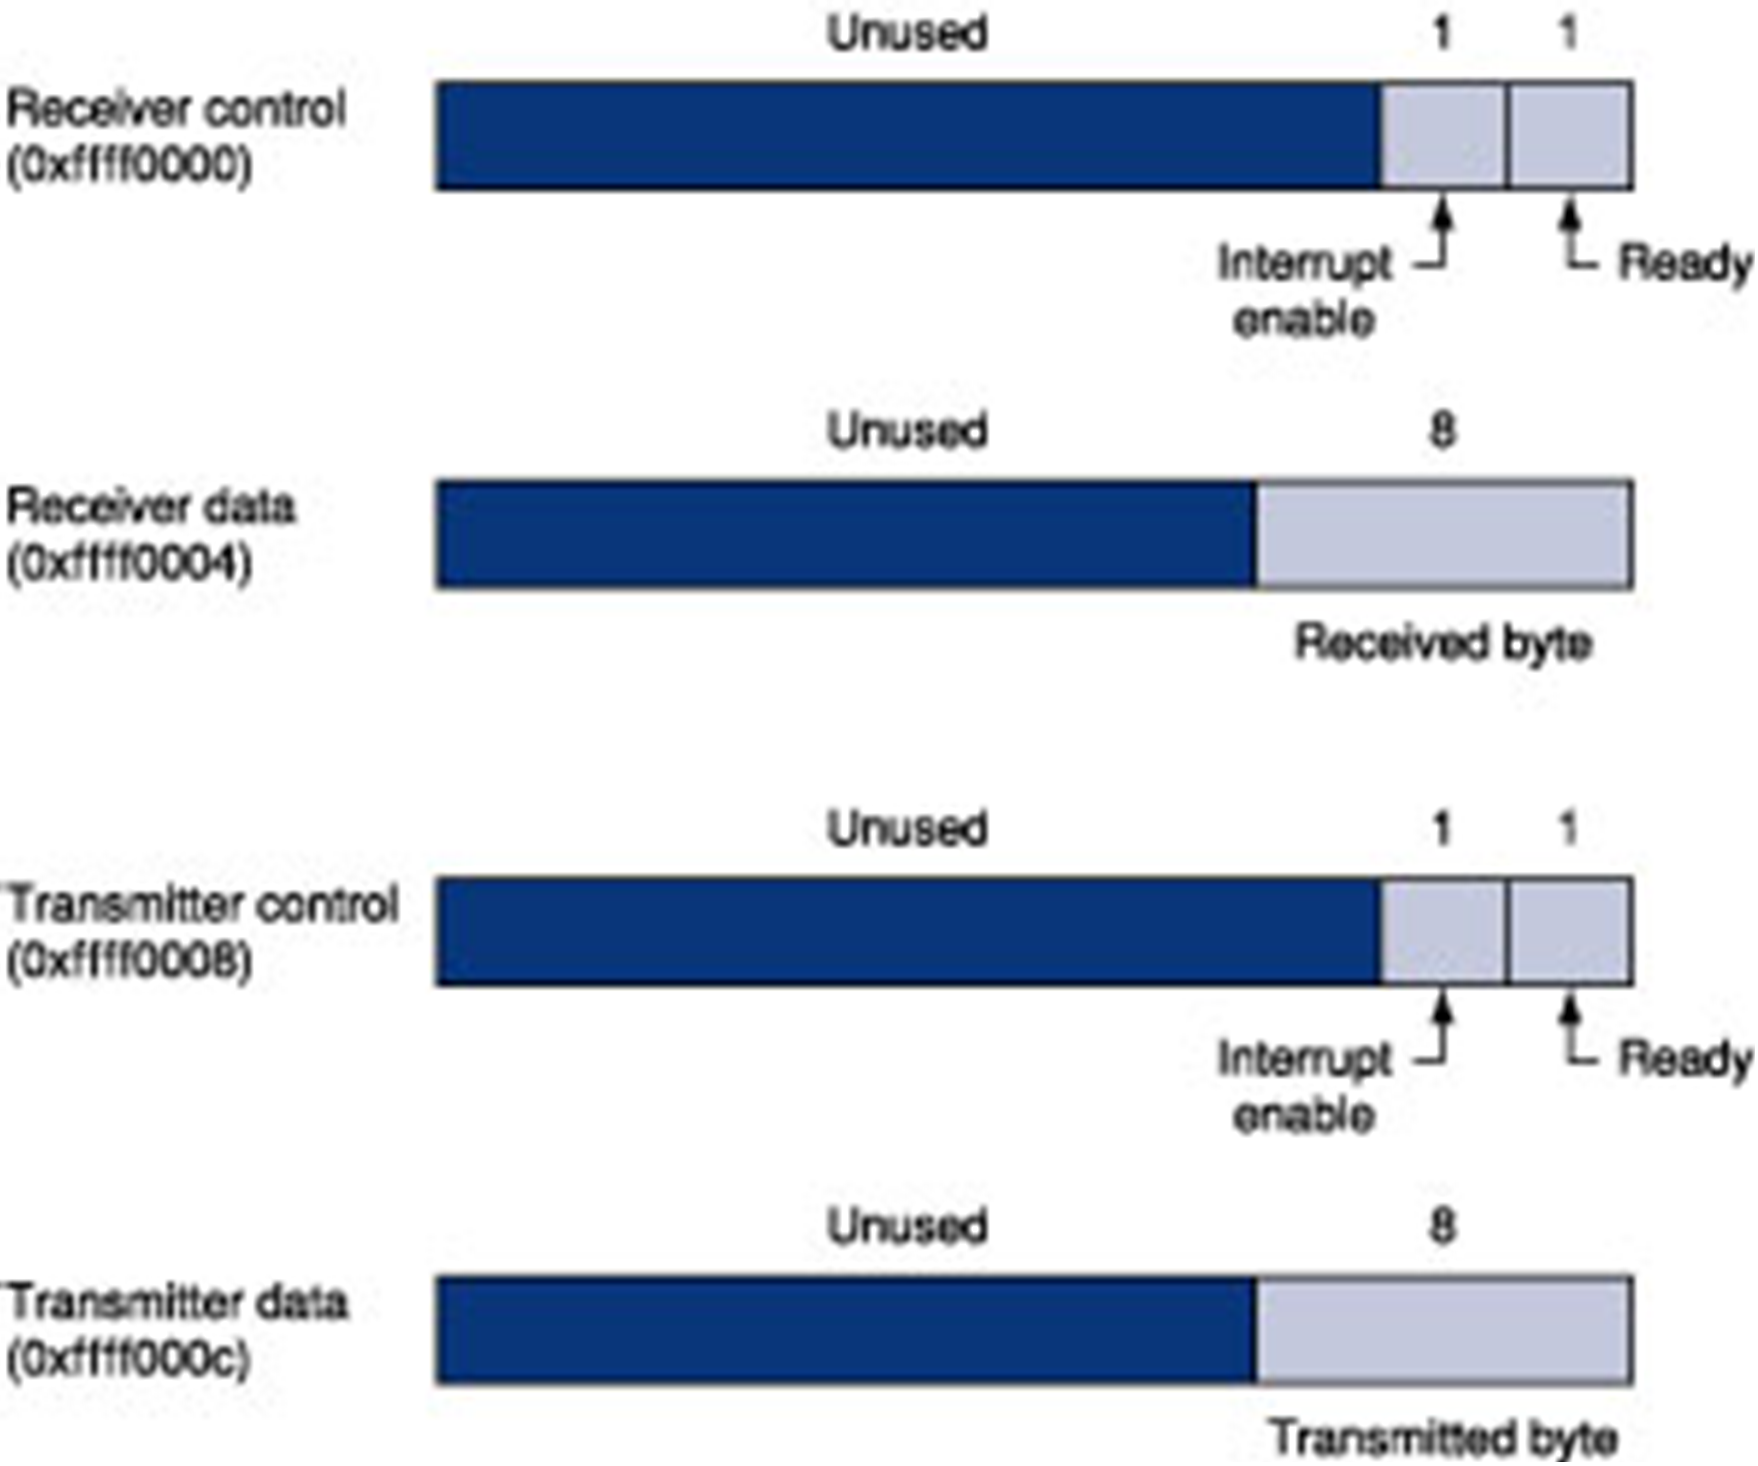 Unused 1 1
Receiver control
(0xffff0000)
Interrupt Ready
enable
Unused 8
Receiver data
(0xffff0004)
Received byte
Unused 1 1
Transmitter control
(0xffff0008)
Interrupt Ready
enable
Unused 8
Transmitter data
(0xffff000c)
Transmitted byte